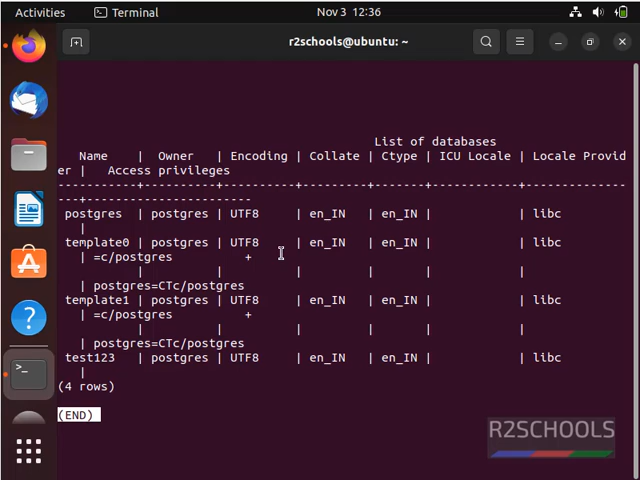 Activities
Terminal
Nov 3 12:36
r2schools@ubuntu: ~
List of databases
Name | Owner | Encoding | Collate | Ctype | ICU Locale | Locale Provid
er | Access privileges
-----------+----------+----------+---------+-------+------------+--------------
---+-----------------------
postgres | postgres | UTF8 | en_IN | en_IN | | libc
|
template0 | postgres | UTF8 | en_IN | en_IN | | libc
| =c/postgres +
| | | | | |
| postgres=CTc/postgres
template1 | postgres | UTF8 | en_IN | en_IN | | libc
| =c/postgres +
| | | | | |
| postgres=CTc/postgres
test123 | postgres | UTF8 | en_IN | en_IN | | libc
|
(4 rows)
(END)
R2SCHOOLS